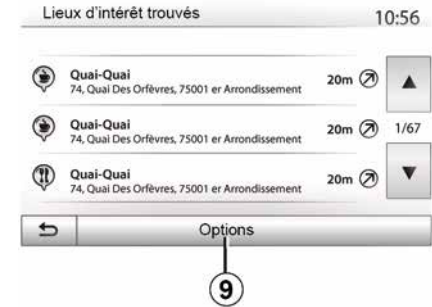 Lieux d'intérêt trouvés 10:56
Quai-Quai
74, Quai Des Orfèvres, 75001 er Arrondissement 20m
Quai-Quai
74, Quai Des Orfèvres, 75001 er Arrondissement 20m 1/67
Quai-Quai
74, Quai Des Orfèvres, 75001 er Arrondissement 20m
Options
9